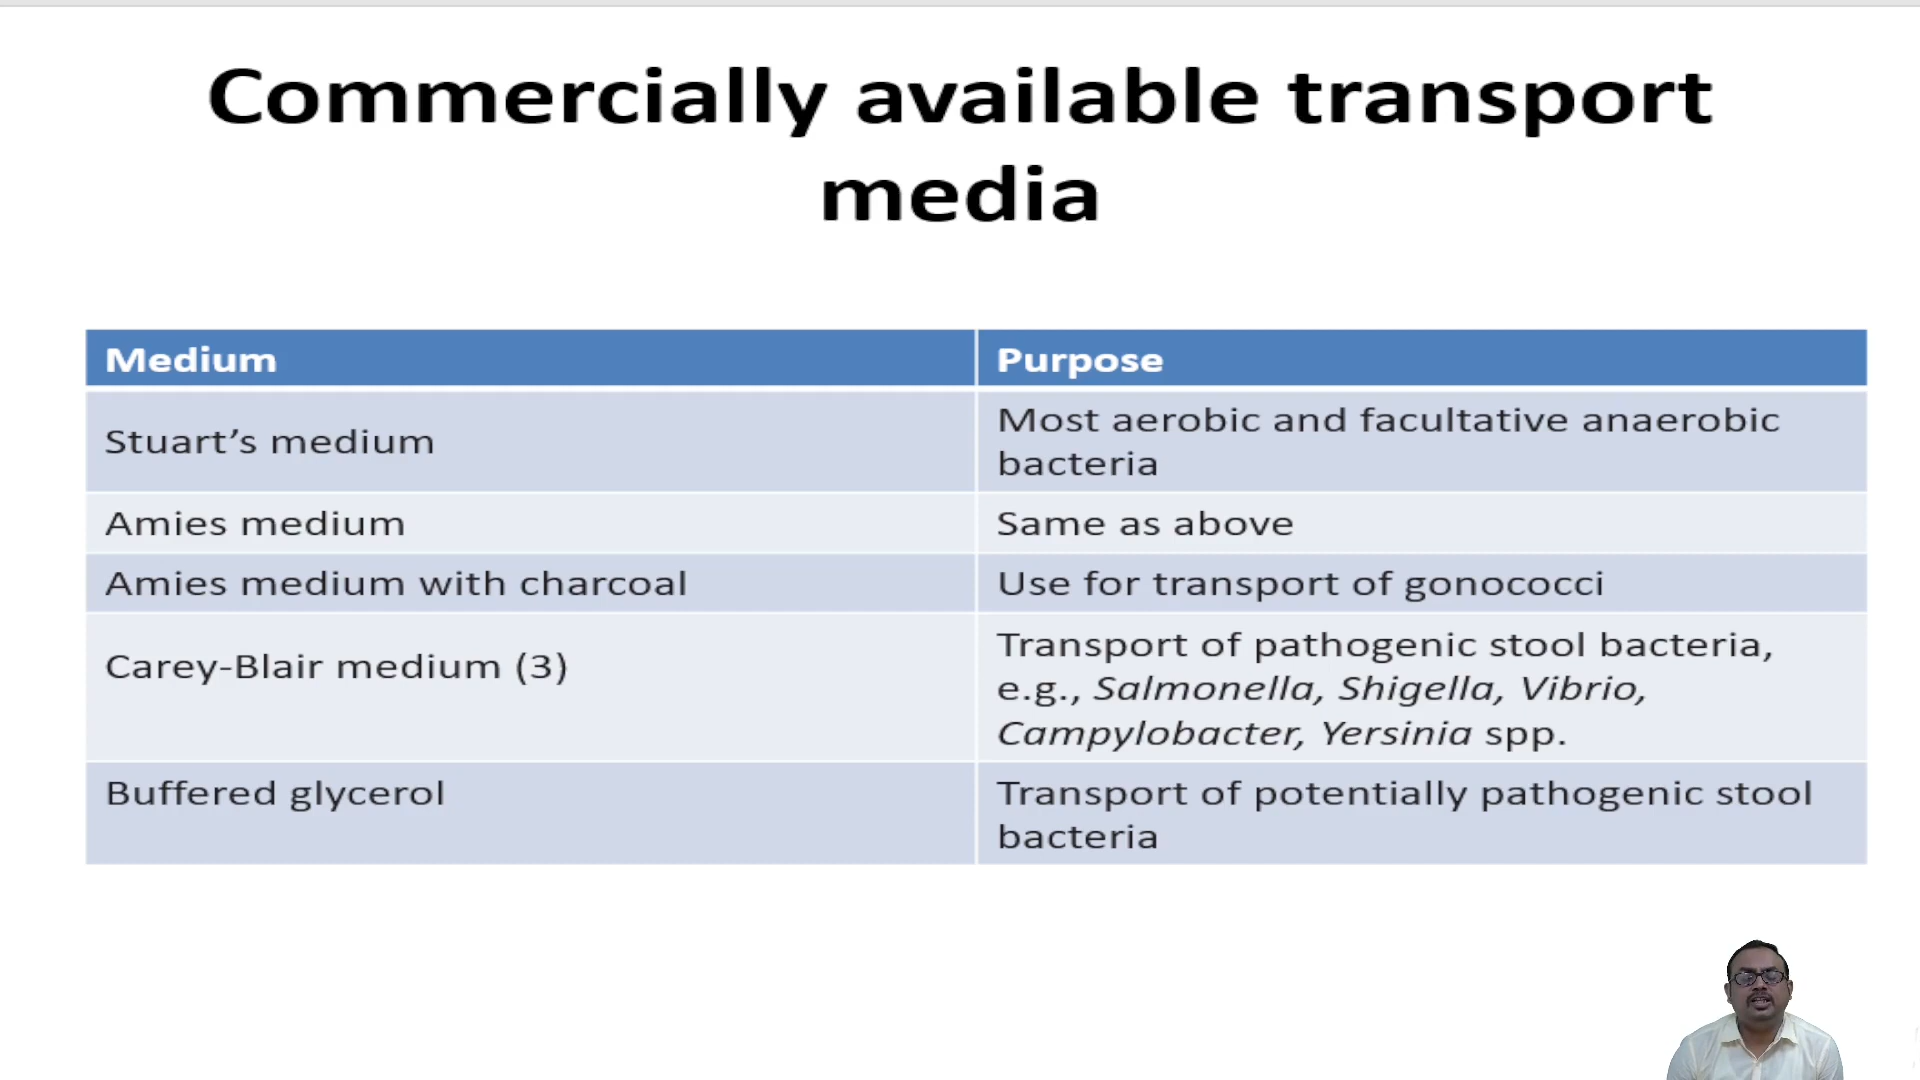 Commercially available transport
media
Medium
Purpose
Stuart’s medium
Most aerobic and facultative anaerobic
bacteria
Amies medium
Same as above
Amies medium with charcoal
Use for transport of gonococci
Carey-Blair medium (3)
Transport of pathogenic stool bacteria,
e.g., Salmonella, Shigella, Vibrio,
Campylobacter, Yersinia spp.
Buffered glycerol
Transport of potentially pathogenic stool
bacteria